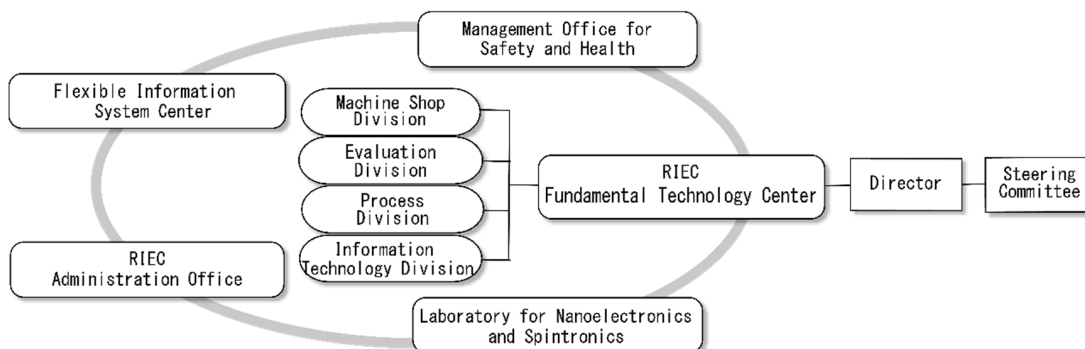 Management Office for
Safety and Health
Flexible Information
System Center
Machine Shop
Division
Evaluation
Division
Process
Division
Information
Technology Division
RIEC
Fundamental Technology Center
Director
Steering
Committee
RIEC
Administration Office
Laboratory for Nanoelectronics
and Spintronics